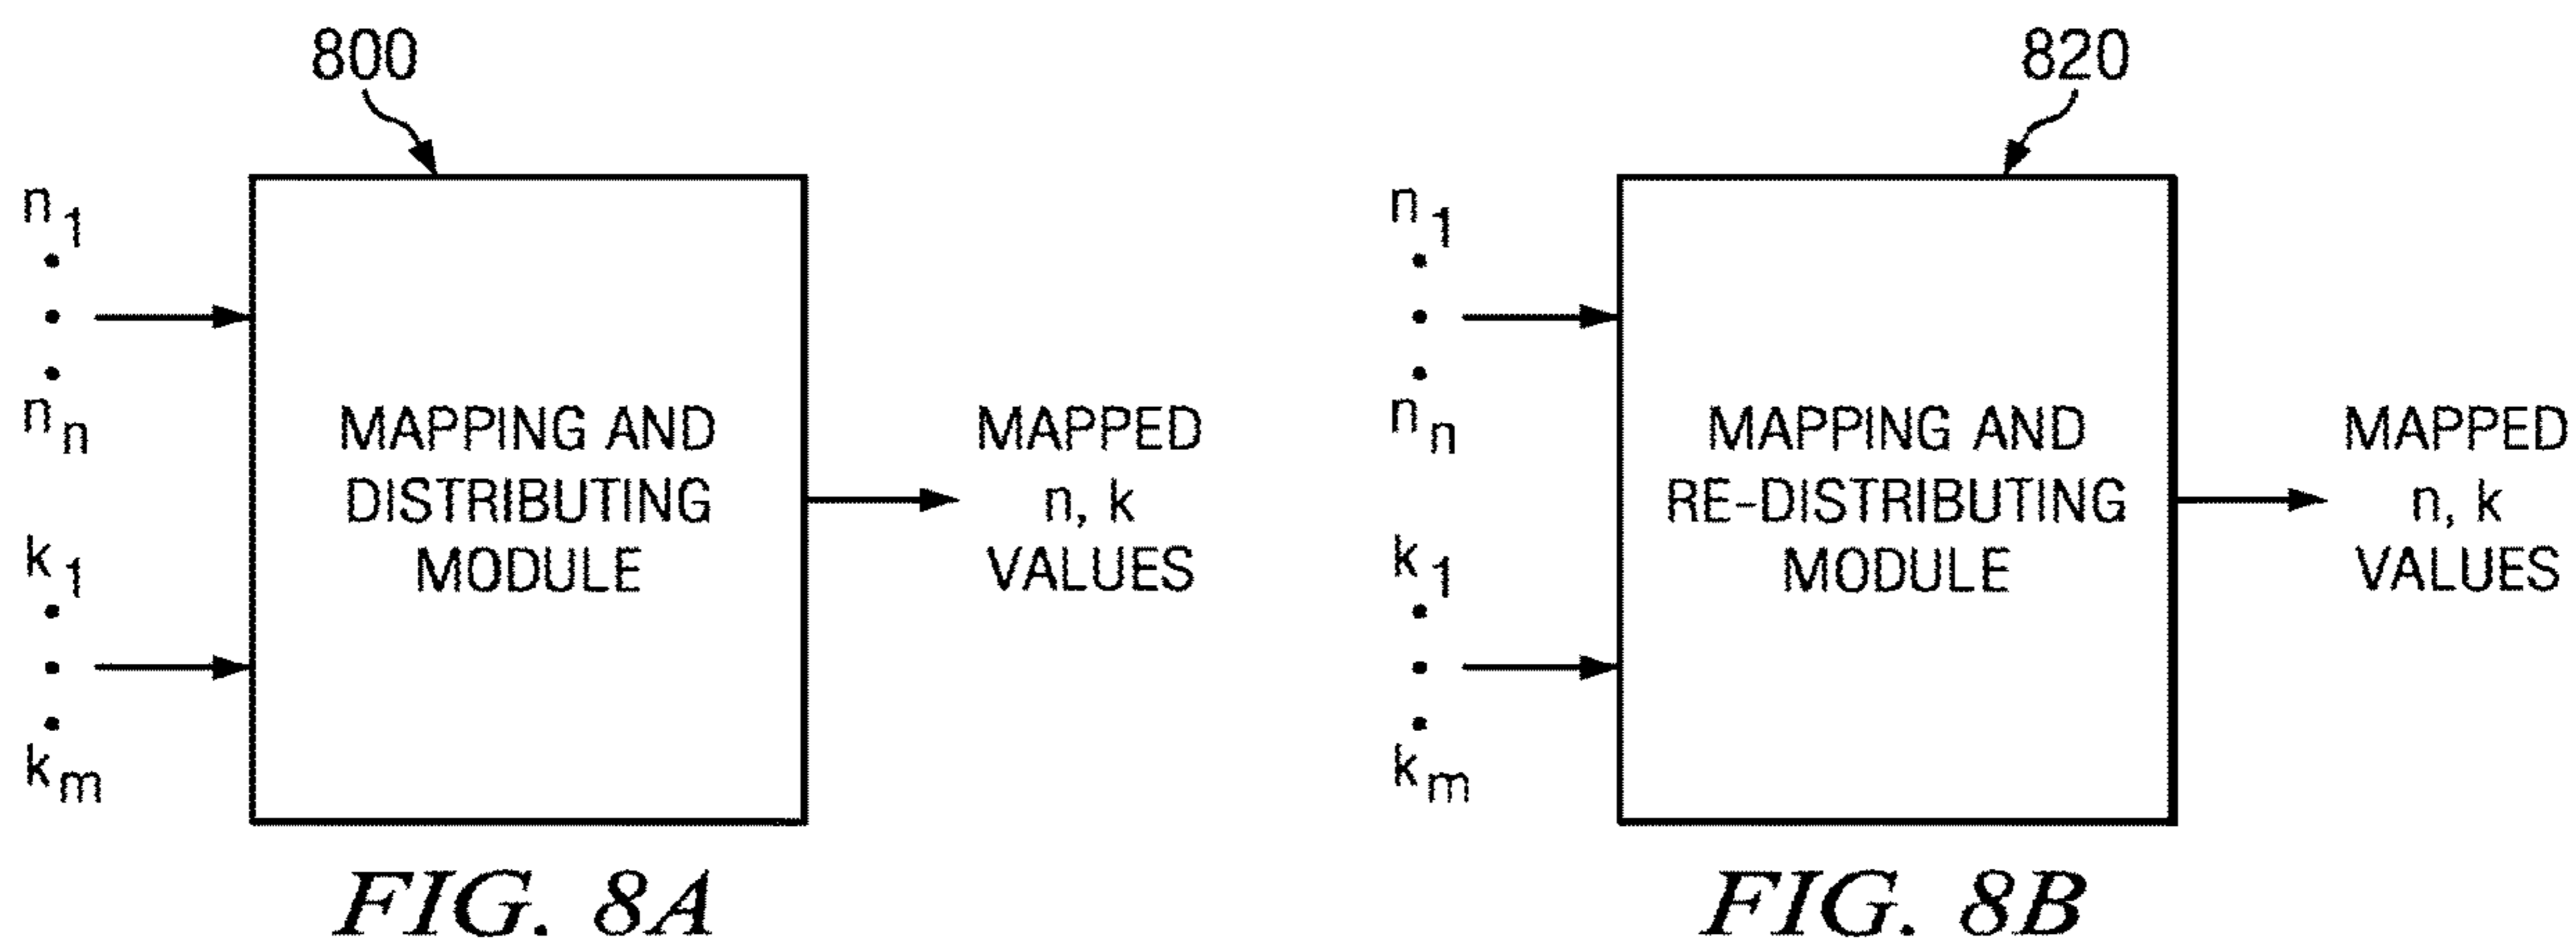 800
n1
nn
k1
km
MAPPING AND
DISTRIBUTING
MODULE
MAPPED
n, k
VALUES
FIG. 8A
820
n1
nn
k1
km
MAPPING AND
RE-DISTRIBUTING
MODULE
MAPPED
n, k
VALUES
FIG. 8B